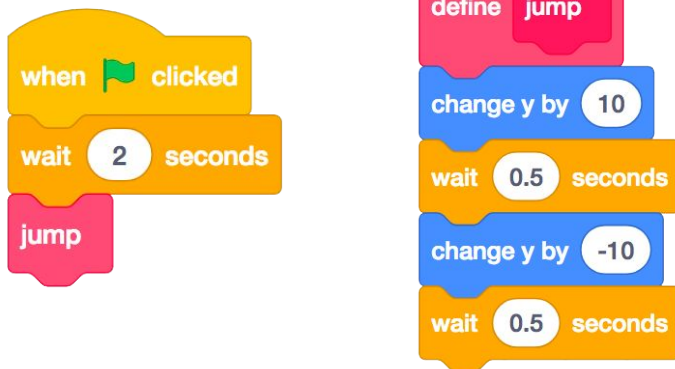 when clicked
wait 2 seconds
jump
define jump
change y by 10
wait 0.5 seconds
change y by -10
wait 0.5 seconds